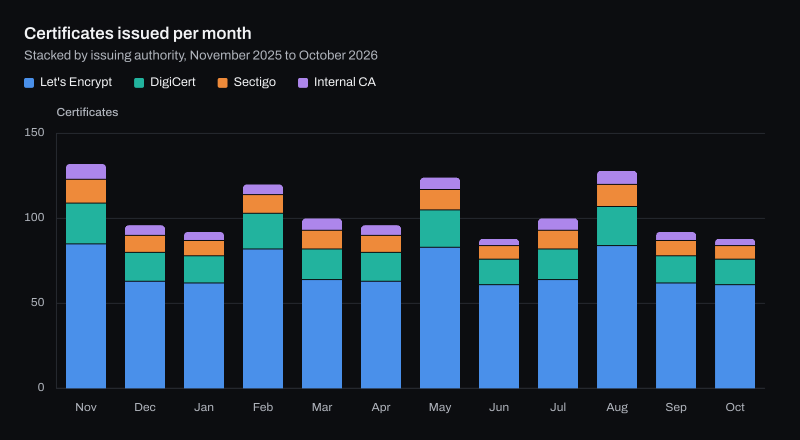 Certificates issued per month
Stacked by issuing authority, November 2025 to October 2026
Let's Encrypt DigiCert Sectigo Internal CA
Certificates
150
100
50
0
Nov Dec Jan Feb Mar Apr May Jun Jul Aug Sep Oct